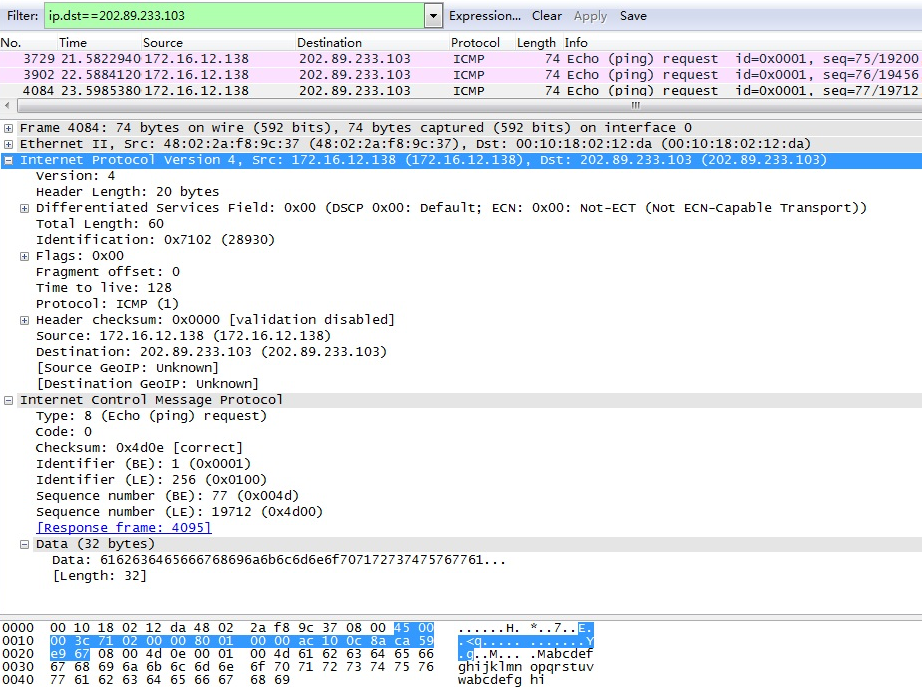 Filter: ip.dst==202.89.233.103 Expression... Clear Apply Save
No. Time Source Destination Protocol Length Info
3729 21.5822940 172.16.12.138 202.89.233.103 ICMP 74 Echo (ping) request id=0x0001, seq=75/19200
3902 22.5884120 172.16.12.138 202.89.233.103 ICMP 74 Echo (ping) request id=0x0001, seq=76/19456
4084 23.5985380 172.16.12.138 202.89.233.103 ICMP 74 Echo (ping) request id=0x0001, seq=77/19712
Frame 4084: 74 bytes on wire (592 bits), 74 bytes captured (592 bits) on interface 0
Ethernet II, Src: 48:02:2a:f8:9c:37 (48:02:2a:f8:9c:37), Dst: 00:10:18:02:12:da (00:10:18:02:12:da)
Internet Protocol Version 4, Src: 172.16.12.138 (172.16.12.138), Dst: 202.89.233.103 (202.89.233.103)
Version: 4
Header Length: 20 bytes
Differentiated Services Field: 0x00 (DSCP 0x00: Default; ECN: 0x00: Not-ECT (Not ECN-Capable Transport))
Total Length: 60
Identification: 0x7102 (28930)
Flags: 0x00
Fragment offset: 0
Time to live: 128
Protocol: ICMP (1)
Header checksum: 0x0000 [validation disabled]
Source: 172.16.12.138 (172.16.12.138)
Destination: 202.89.233.103 (202.89.233.103)
[Source GeoIP: Unknown]
[Destination GeoIP: Unknown]
Internet Control Message Protocol
Type: 8 (Echo (ping) request)
Code: 0
Checksum: 0x4d0e [correct]
Identifier (BE): 1 (0x0001)
Identifier (LE): 256 (0x0100)
Sequence number (BE): 77 (0x004d)
Sequence number (LE): 19712 (0x4d00)
[Response frame: 4095]
Data (32 bytes)
Data: 6162636465666768696a6b6c6d6e6f707172737475767761...
[Length: 32]
0000 00 10 18 02 12 da 48 02 2a f8 9c 37 08 00 45 00 ......H. *..7..E.
0010 00 3c 71 02 00 00 80 01 00 00 ac 10 0c 8a ca 59 .<q..... .......Y
0020 e9 67 08 00 4d 0e 00 01 00 4d 61 62 63 64 65 66 .g..M... .Mabcdef
0030 67 68 69 6a 6b 6c 6d 6e 6f 70 71 72 73 74 75 76 ghijklmn opqrstuv
0040 77 61 62 63 64 65 66 67 68 69 wabcdefg hi